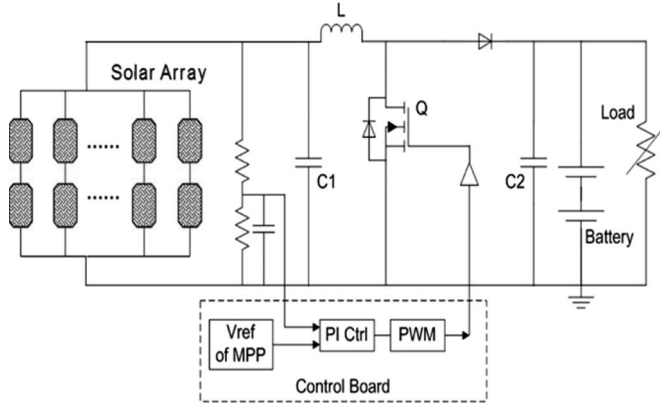 L
Solar Array
Q
Load
C1
C2
Battery
Vref
of MPP
PI Ctrl
PWM
Control Board